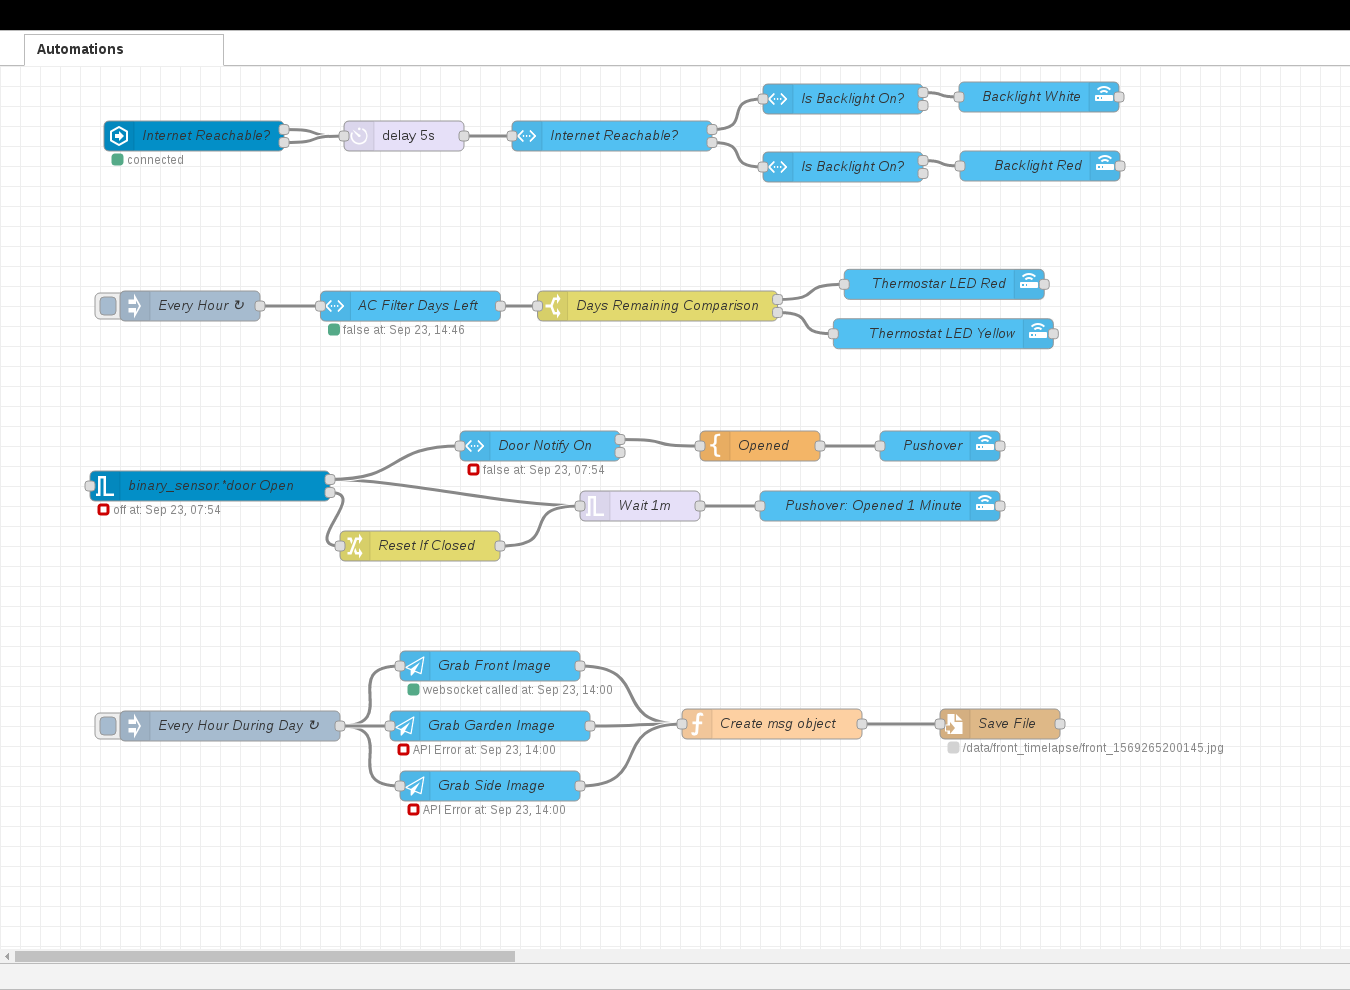 Automations
Is Backlight On?
Backlight White
Internet Reachable?
delay 5s
Internet Reachable?
connected
Is Backlight On?
Backlight Red
Thermostar LED Red
Every Hour ↻
AC Filter Days Left
Days Remaining Comparison
false at: Sep 23, 14:46
Thermostat LED Yellow
Door Notify On
{
Opened
Pushover
false at: Sep 23, 07:54
binary_sensor.*door Open
off at: Sep 23, 07:54
Wait 1m
Pushover: Opened 1 Minute
Reset If Closed
Grab Front Image
websocket called at: Sep 23, 14:00
Every Hour During Day ↻
Grab Garden Image
f
Create msg object
Save File
API Error at: Sep 23, 14:00
/data/front_timelapse/front_1569265200145.jpg
Grab Side Image
API Error at: Sep 23, 14:00